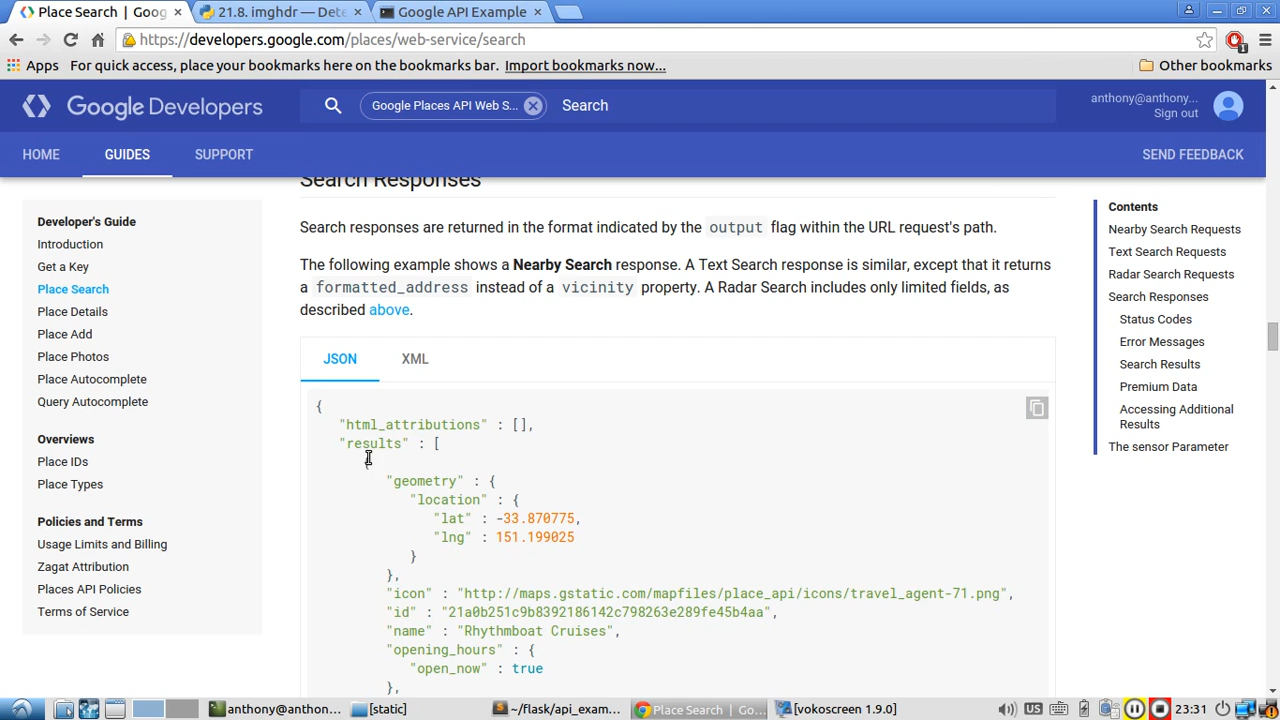 Place Search | Goog
21.8. imghdr — Dete
Google API Example
https://developers.google.com/places/web-service/search
1
Apps For quick access, place your bookmarks here on the bookmarks bar. Import bookmarks now...
Other bookmarks
Google Developers
Google Places API Web S...
Search
anthony@anthony...
Sign out
HOME
GUIDES
SUPPORT
SEND FEEDBACK
Developer's Guide
Introduction
Get a Key
Place Search
Place Details
Place Add
Place Photos
Place Autocomplete
Query Autocomplete
Overviews
Place IDs
Place Types
Policies and Terms
Usage Limits and Billing
Zagat Attribution
Places API Policies
Terms of Service
Search Responses
Search responses are returned in the format indicated by the output flag within the URL request's path.
The following example shows a Nearby Search response. A Text Search response is similar, except that it returns
a formatted_address instead of a vicinity property. A Radar Search includes only limited fields, as
described above.
JSON
XML
{
"html_attributions" : [],
"results" : [
{
"geometry" : {
"location" : {
"lat" : -33.870775,
"lng" : 151.199025
}
},
"icon" : "http://maps.gstatic.com/mapfiles/place_api/icons/travel_agent-71.png",
"id" : "21a0b251c9b8392186142c798263e289fe45b4aa",
"name" : "Rhythmboat Cruises",
"opening_hours" : {
"open_now" : true
},
Contents
Nearby Search Requests
Text Search Requests
Radar Search Requests
Search Responses
Status Codes
Error Messages
Search Results
Premium Data
Accessing Additional
Results
The sensor Parameter
anthony@anthon...
[static]
~/flask/api_exam...
Place Search | Go...
[vokoscreen 1.9.0]
US
23:31